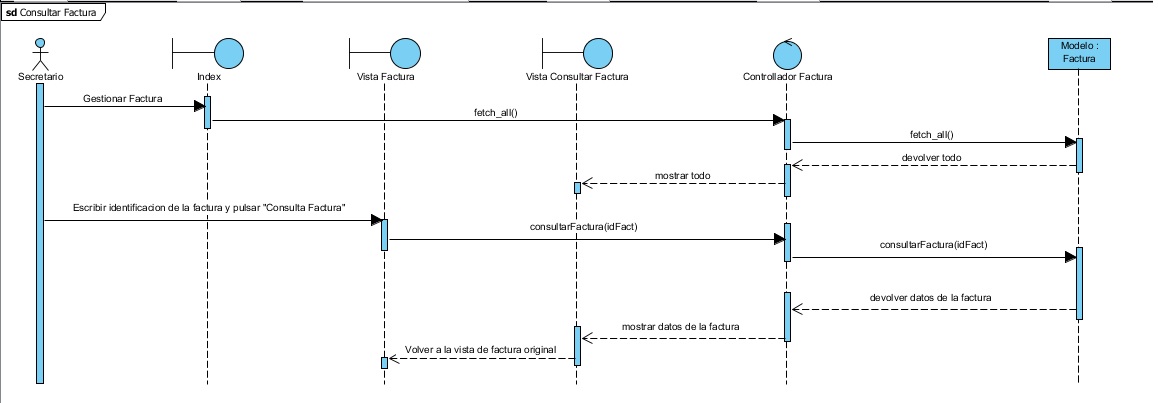 sd Consultar Factura
Secretario
Index
Vista Factura
Vista Consultar Factura
Controllador Factura
Modelo :
Factura
Gestionar Factura
fetch_all()
fetch_all()
devolver todo
mostrar todo
Escribir identificacion de la factura y pulsar "Consulta Factura"
consultarFactura(idFact)
consultarFactura(idFact)
devolver datos de la factura
mostrar datos de la factura
Volver a la vista de factura original